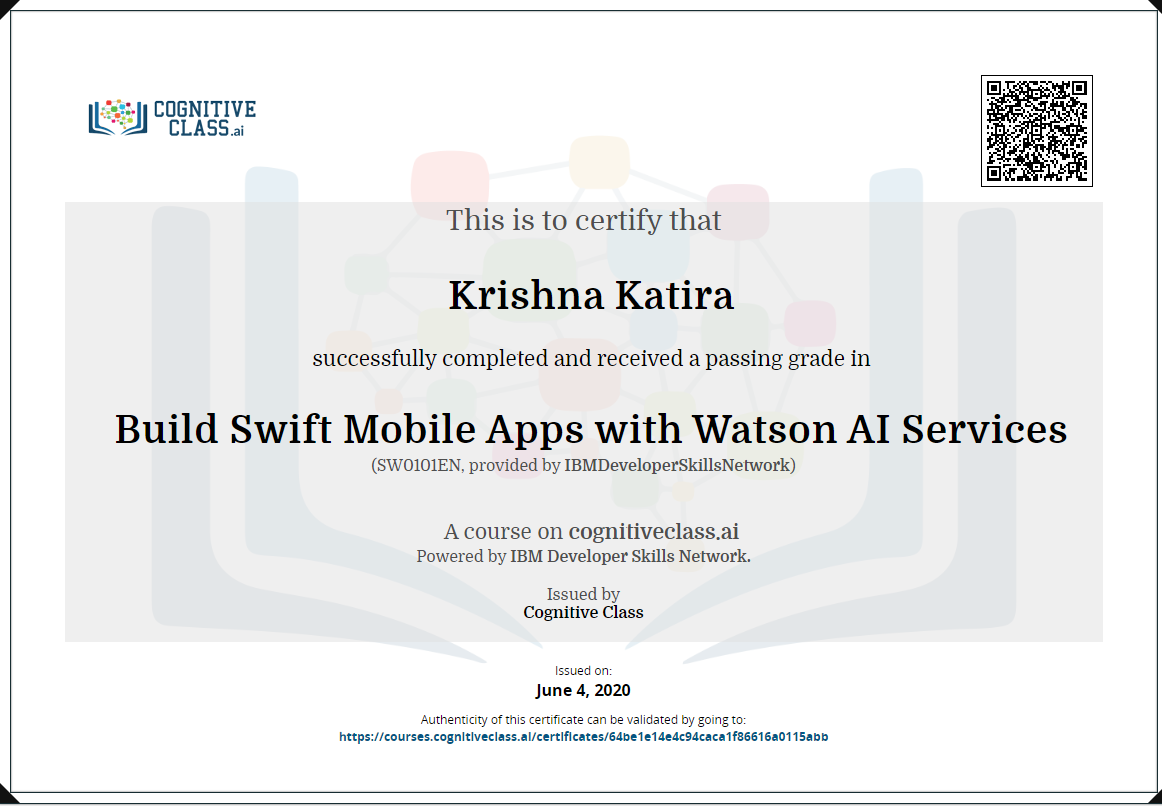 COGNITIVE
CLASS.ai
This is to certify that
Krishna Katira
successfully completed and received a passing grade in
Build Swift Mobile Apps with Watson AI Services
(SW0101EN, provided by IBMDeveloperSkillsNetwork)
A course on cognitiveclass.ai
Powered by IBM Developer Skills Network.
Issued by
Cognitive Class
Issued on:
June 4, 2020
Authenticity of this certificate can be validated by going to:
https://courses.cognitiveclass.ai/certificates/64be1e14e4c94caca1f86616a0115abb